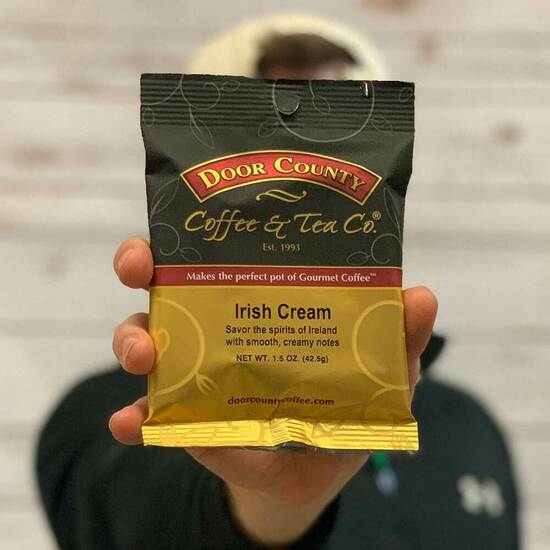 DOOR COUNTY
Coffee & Tea Co.®
Est. 1993
Makes the perfect pot of Gourmet Coffee™
Irish Cream
Savor the spirits of Ireland
with smooth, creamy notes
NET WT. 1.5 OZ. (42.5g)
doorcountycoffee.com